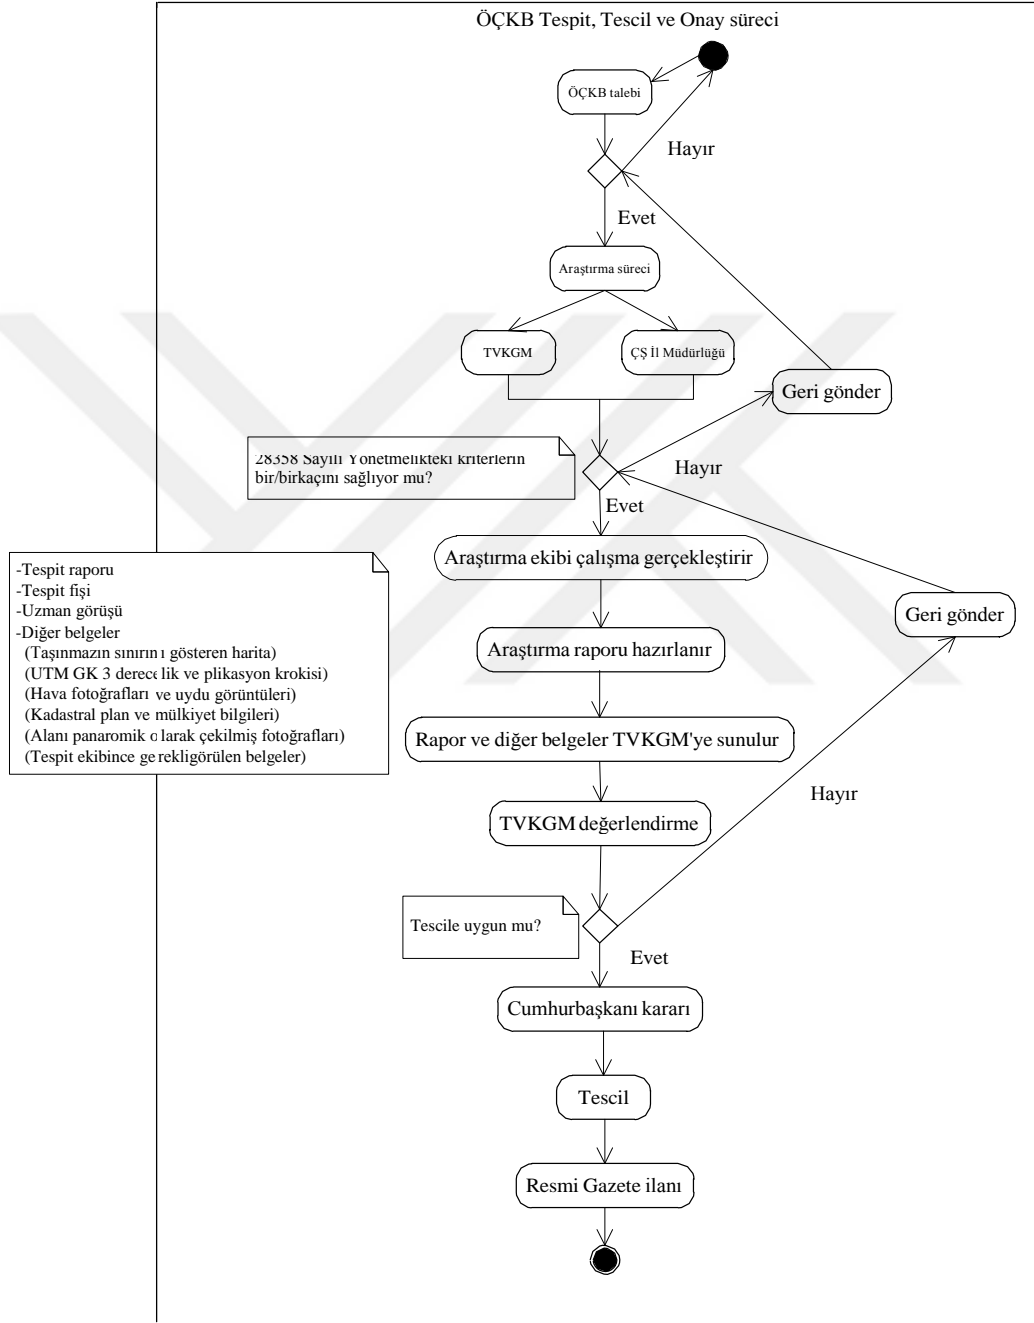 ÖÇKB Tespit, Tescil ve Onay süreci
ÖÇKB talebi
Hayır
Evet
Araştırma süreci
TVKGM
ÇŞ İl Müdürlüğü
Geri gönder
28358 Sayılı Yönetmelikteki kriterlerin
bir/birkaçını sağlıyor mu?
Hayır
Evet
Araştırma ekibi çalışma gerçekleştirir
-Tespit raporu
-Tespit fişi
-Uzman görüşü
-Diğer belgeler
(Taşınmazın sınırını gösteren harita)
(UTM GK 3 derecelik ve plikasyon krokisi)
(Hava fotoğrafları ve uydu görüntüleri)
(Kadastral plan ve mülkiyet bilgileri)
(Alanı panaromik olarak çekilmiş fotoğrafları)
(Tespit ekibince gerekligörülen belgeler)
Geri gönder
Araştırma raporu hazırlanır
Rapor ve diğer belgeler TVKGM'ye sunulur
Hayır
TVKGM değerlendirme
Tescile uygun mu?
Evet
Cumhurbaşkanı kararı
Tescil
Resmi Gazete ilanı